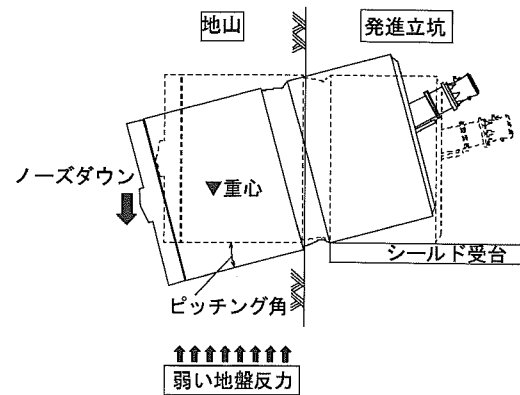 地山
発進立坑
ノーズダウン
▼重心
シールド受台
ピッチング角
弱い地盤反力